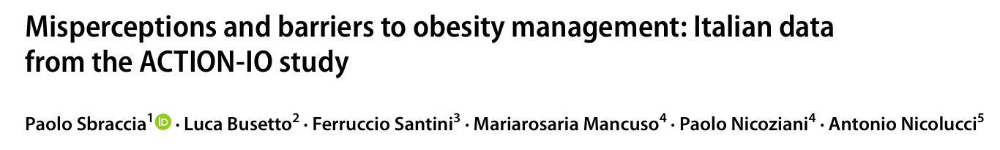 Misperceptions and barriers to obesity management: Italian data
from the ACTION-IO study
Paolo Sbraccia1 iD · Luca Busetto2 · Ferruccio Santini3 · Mariarosaria Mancuso4 · Paolo Nicoziani4 · Antonio Nicolucci5